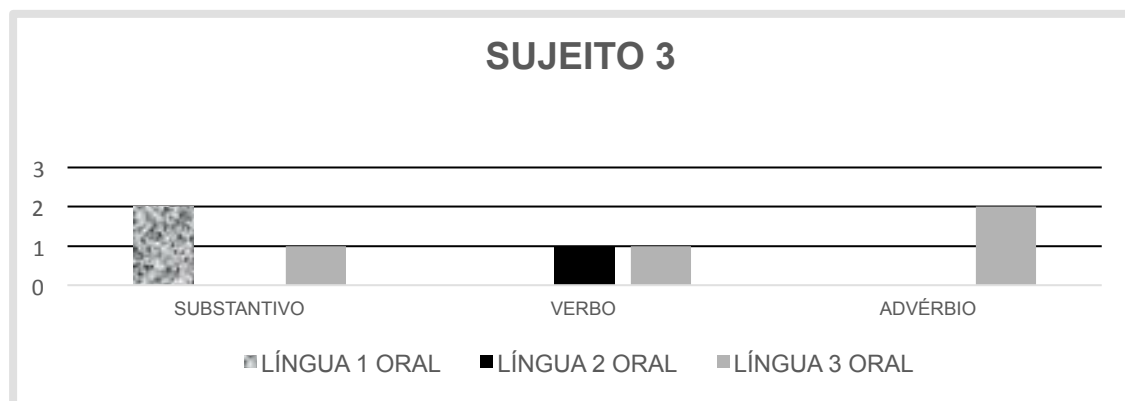 SUJEITO 3
3
2
1
0
SUBSTANTIVO VERBO ADVÉRBIO
LÍNGUA 1 ORAL LÍNGUA 2 ORAL LÍNGUA 3 ORAL